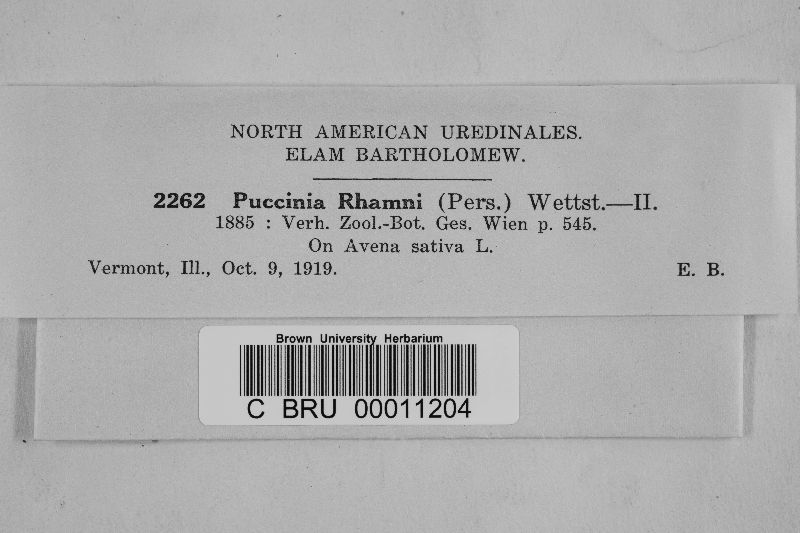 NORTH AMERICAN UREDINALES.
ELAM BARTHOLOMEW.
2262 Puccinia Rhamni (Pers.) Wettst.—II.
1885 : Verh. Zool.-Bot. Ges. Wien p. 545.
On Avena sativa L.
Vermont, Ill., Oct. 9, 1919. E. B.
Brown University Herbarium
C BRU 00011204